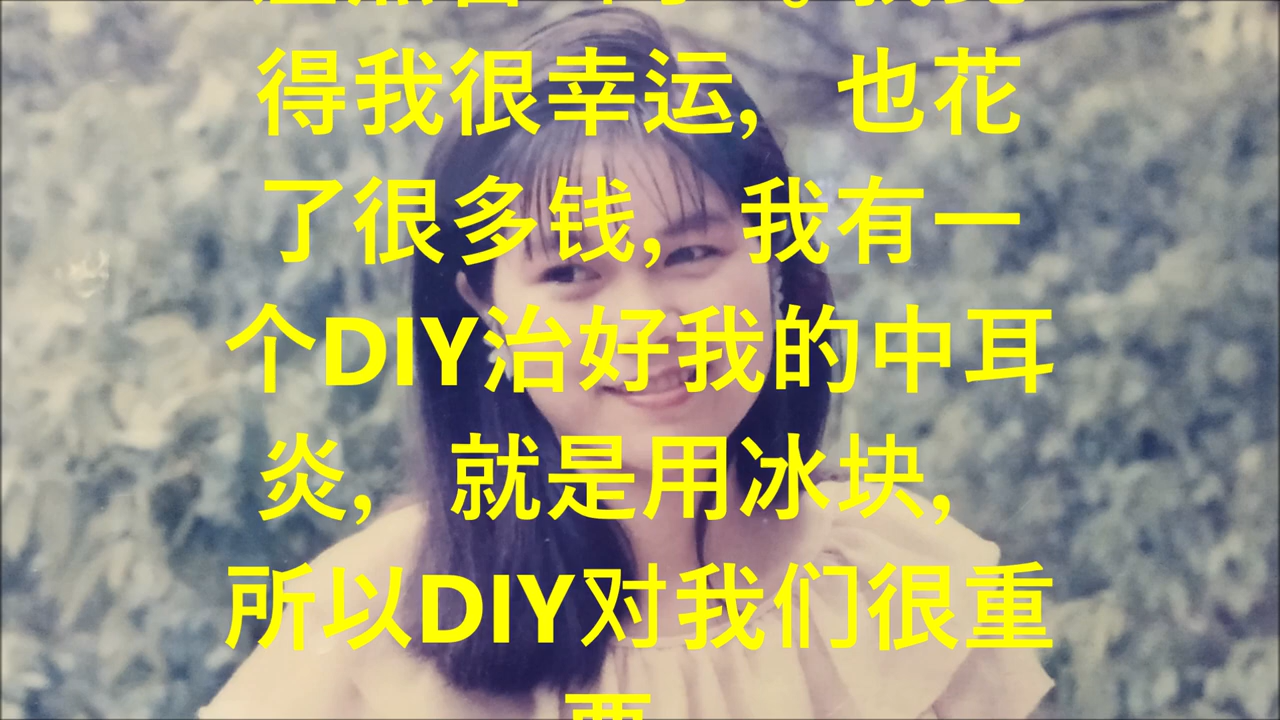 得我很幸运, 也花
了很多钱, 我有一
个DIY治好我的中耳
炎, 就是用冰块,
所以DIY对我们很重
要